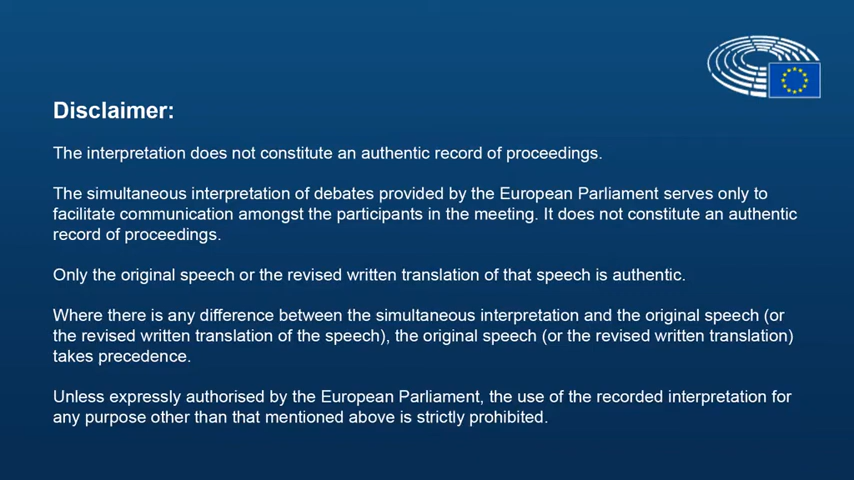 Disclaimer:
The interpretation does not constitute an authentic record of proceedings.
The simultaneous interpretation of debates provided by the European Parliament serves only to
facilitate communication amongst the participants in the meeting. It does not constitute an authentic
record of proceedings.
Only the original speech or the revised written translation of that speech is authentic.
Where there is any difference between the simultaneous interpretation and the original speech (or
the revised written translation of the speech), the original speech (or the revised written translation)
takes precedence.
Unless expressly authorised by the European Parliament, the use of the recorded interpretation for
any purpose other than that mentioned above is strictly prohibited.